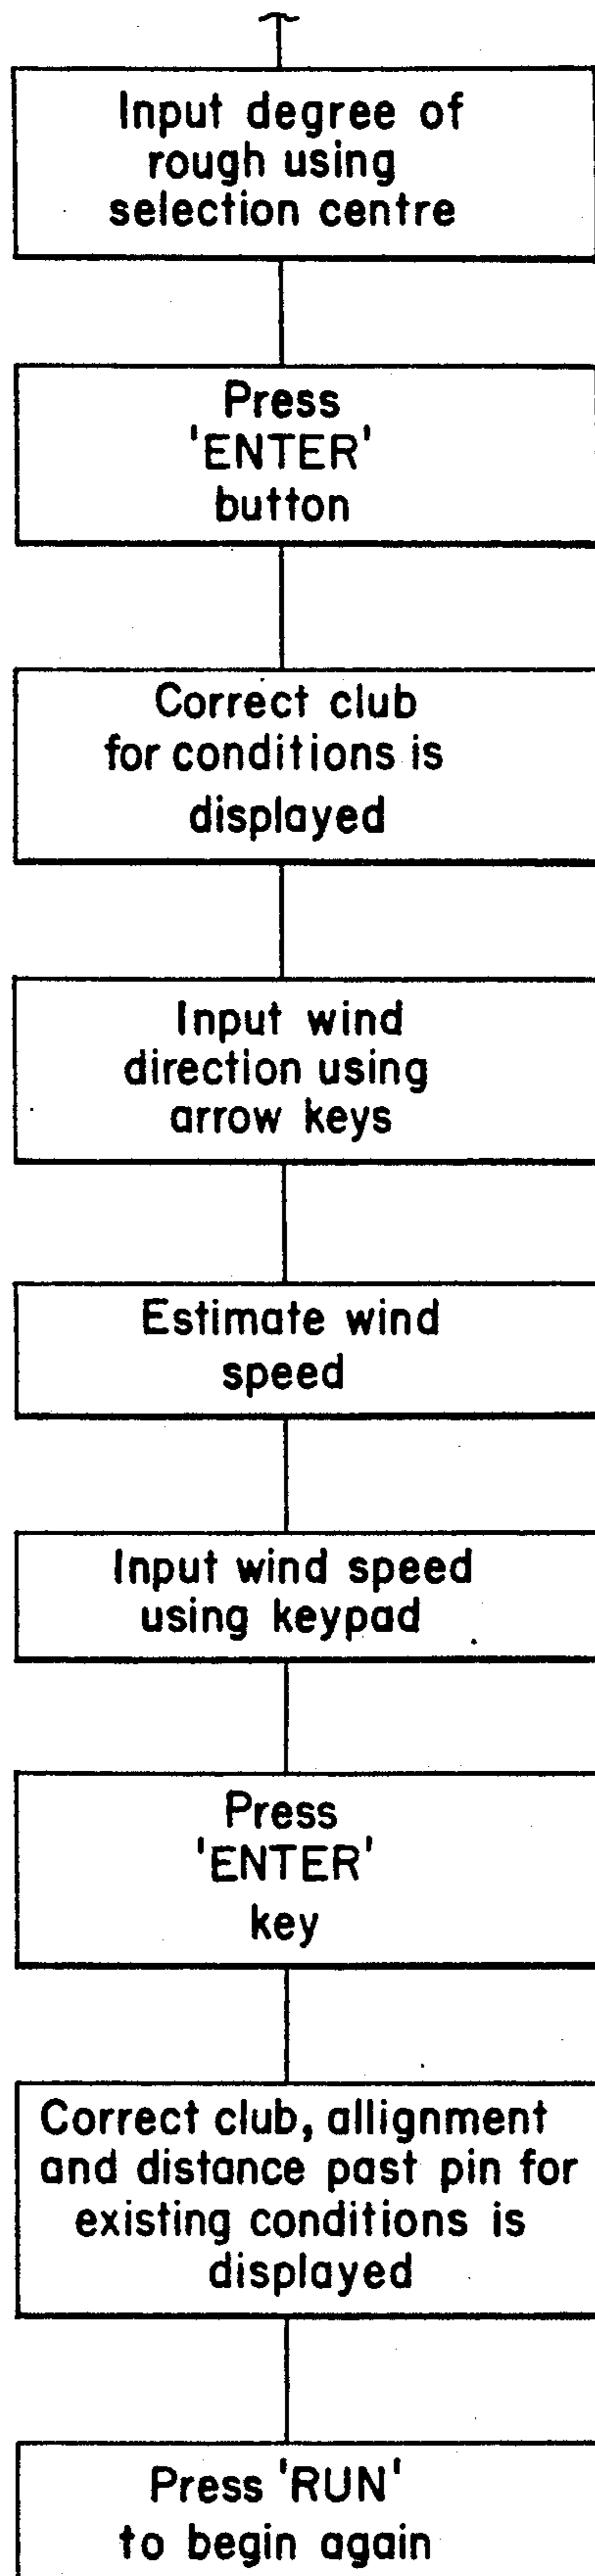 Input degree of
rough using
selection centre
Press
'ENTER'
button
Correct club
for conditions is
displayed
Input wind
direction using
arrow keys
Estimate wind
speed
Input wind speed
using keypad
Press
'ENTER'
key
Correct club, allignment
and distance past pin for
existing conditions is
displayed
Press 'RUN'
to begin again